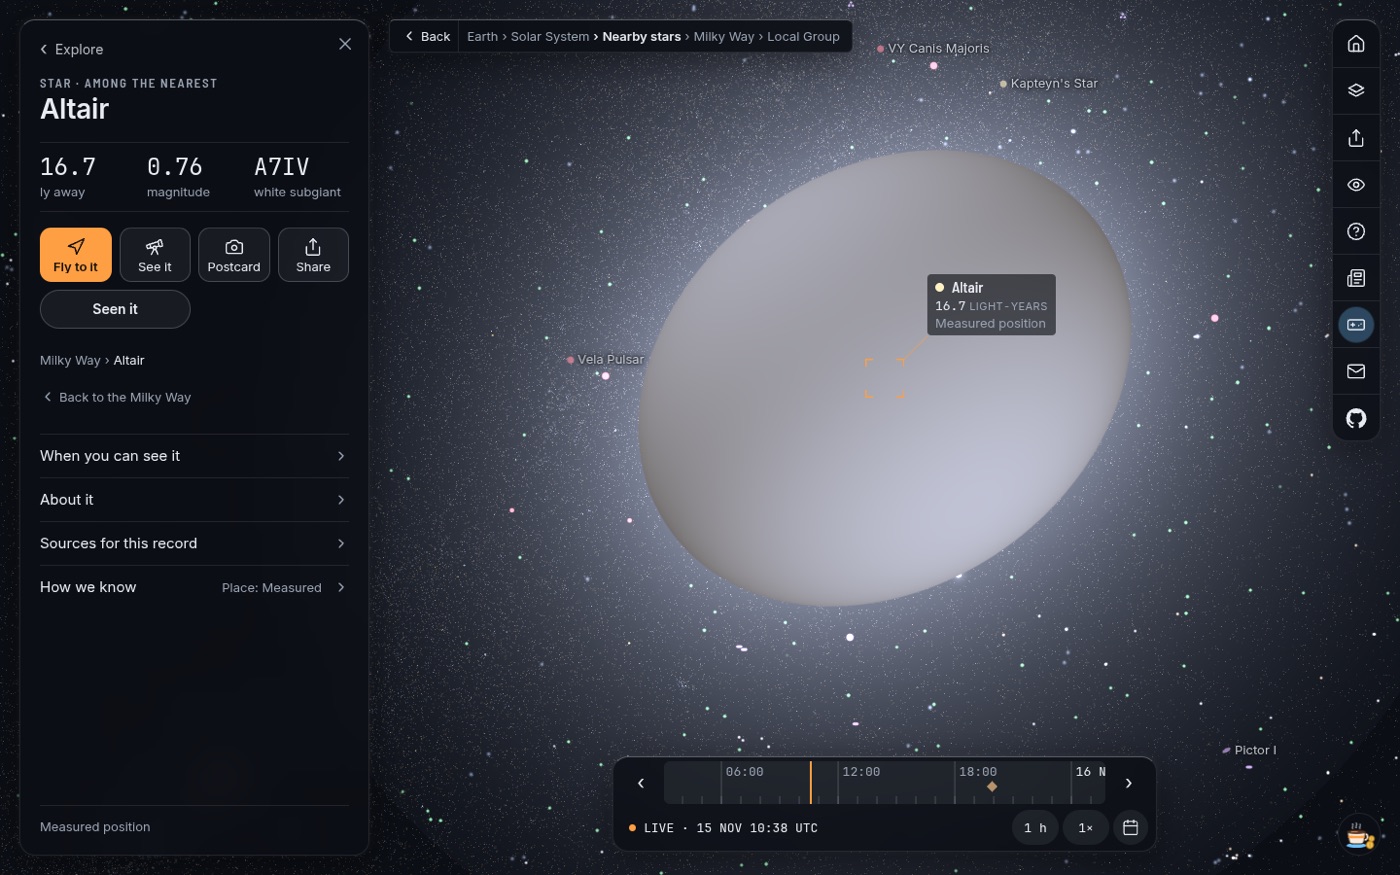 Explore
STAR · AMONG THE NEAREST
Altair
16.7 0.76 A7IV
ly away magnitude white subgiant
Fly to it See it Postcard Share
Seen it
Milky Way › Altair
Back to the Milky Way
When you can see it
About it
Sources for this record
How we know Place: Measured
Measured position
Back Earth › Solar System › Nearby stars › Milky Way › Local Group
VY Canis Majoris
Kapteyn's Star
Altair
16.7 LIGHT-YEARS
Measured position
Vela Pulsar
Pictor I
06:00 12:00 18:00 16 N
LIVE · 15 NOV 10:38 UTC 1 h 1×